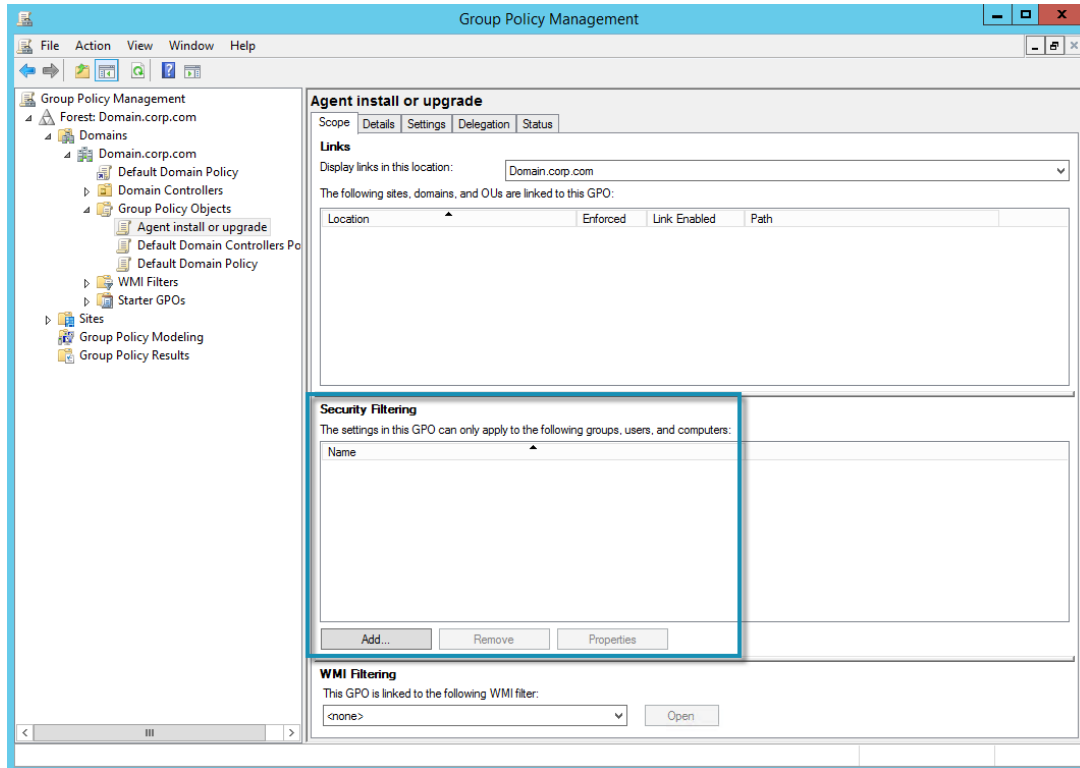 Group Policy Management
File Action View Window Help
Group Policy Management
Forest: Domain.corp.com
Domains
Domain.corp.com
Default Domain Policy
Domain Controllers
Group Policy Objects
Agent install or upgrade
Default Domain Controllers Po
Default Domain Policy
WMI Filters
Starter GPOs
Sites
Group Policy Modeling
Group Policy Results
Agent install or upgrade
Scope Details Settings Delegation Status
Links
Display links in this location: Domain.corp.com
The following sites, domains, and OUs are linked to this GPO:
Location Enforced Link Enabled Path
Security Filtering
The settings in this GPO can only apply to the following groups, users, and computers:
Name
Add... Remove Properties
WMI Filtering
This GPO is linked to the following WMI filter:
<none> Open